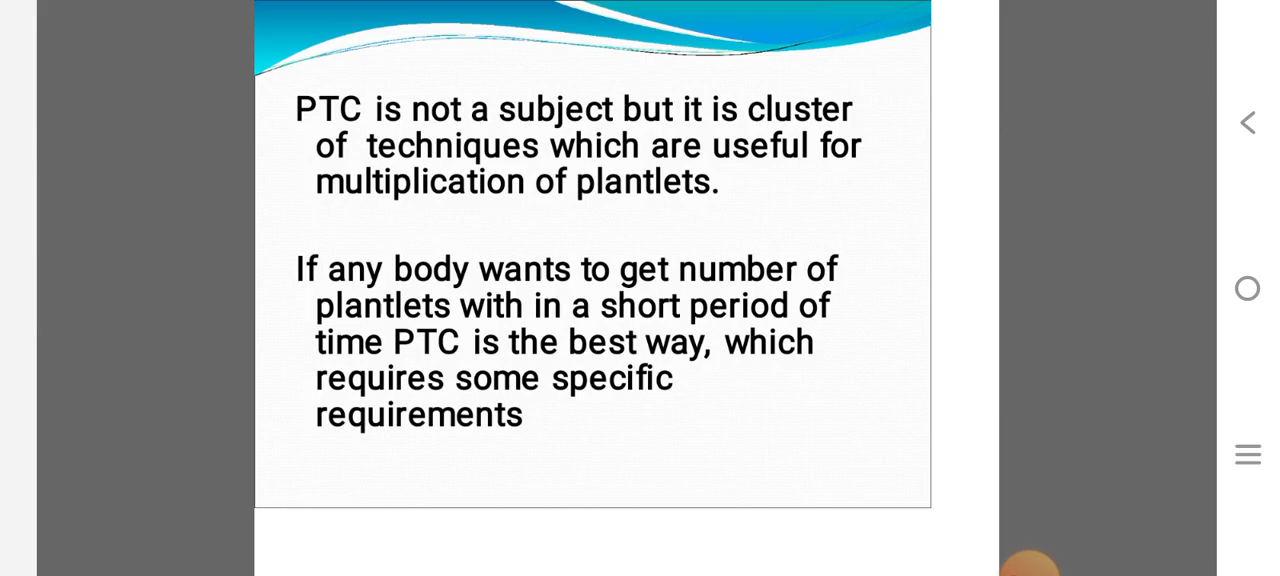 PTC is not a subject but it is cluster
of techniques which are useful for
multiplication of plantlets.
If any body wants to get number of
plantlets with in a short period of
time PTC is the best way, which
requires some specific
requirements